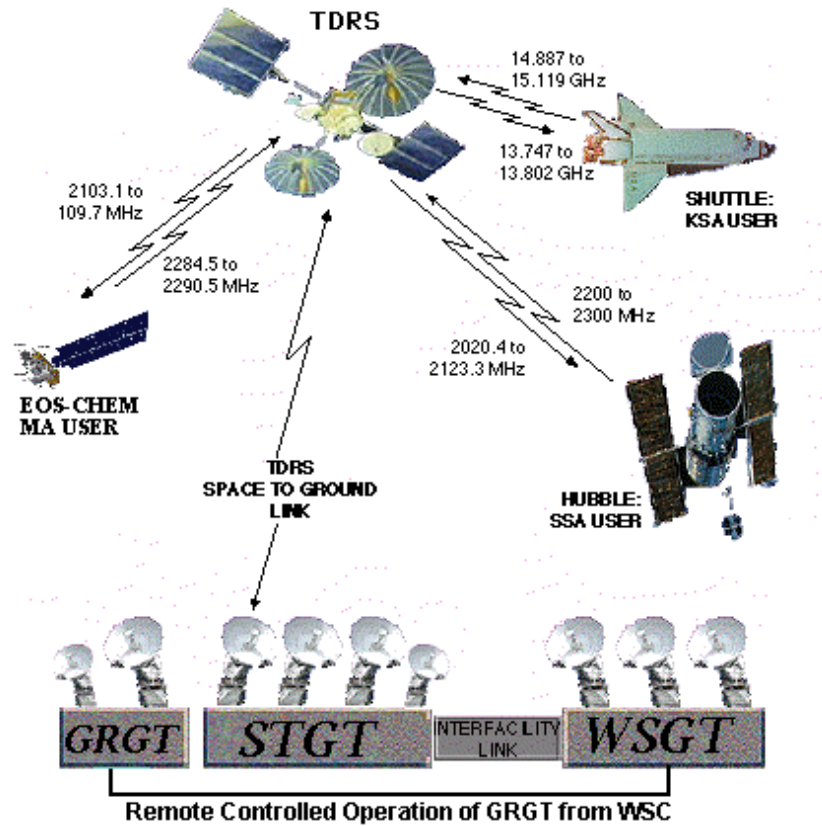 TDRS
14.887 to
15.119 GHz
13.747 to
13.802 GHz
SHUTTLE:
KSA USER
2103.1 to
109.7 MHz
2284.5 to
2290.5 MHz
2200 to
2300 MHz
2020.4 to
2123.3 MHz
EOS-CHEM
MA USER
TDRS
SPACE TO GROUND
LINK
HUBBLE:
SSA USER
GRGT
STGT
INTERFACILITY
LINK
WSGT
Remote Controlled Operation of GRGT from WSC